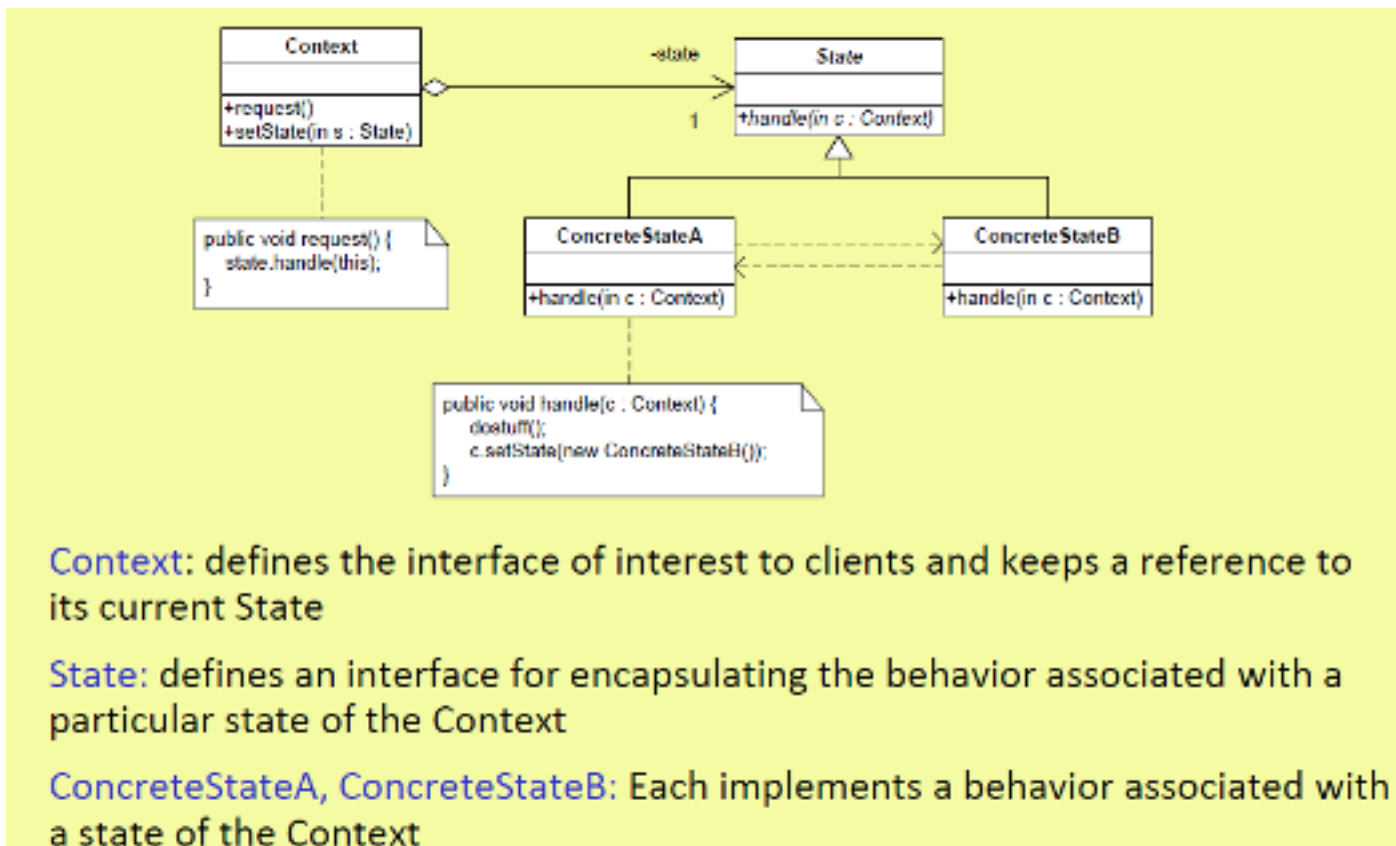 Context
+request()
+setState(in s : State)
-state
1
State
+handle(in c : Context)
public void request() {
state.handle(this);
}
ConcreteStateA
+handle(in c : Context)
ConcreteStateB
+handle(in c : Context)
public void handle(c : Context) {
dostuff();
c.setState(new ConcreteStateB());
}
Context: defines the interface of interest to clients and keeps a reference to
its current State
State: defines an interface for encapsulating the behavior associated with a
particular state of the Context
ConcreteStateA, ConcreteStateB: Each implements a behavior associated with
a state of the Context